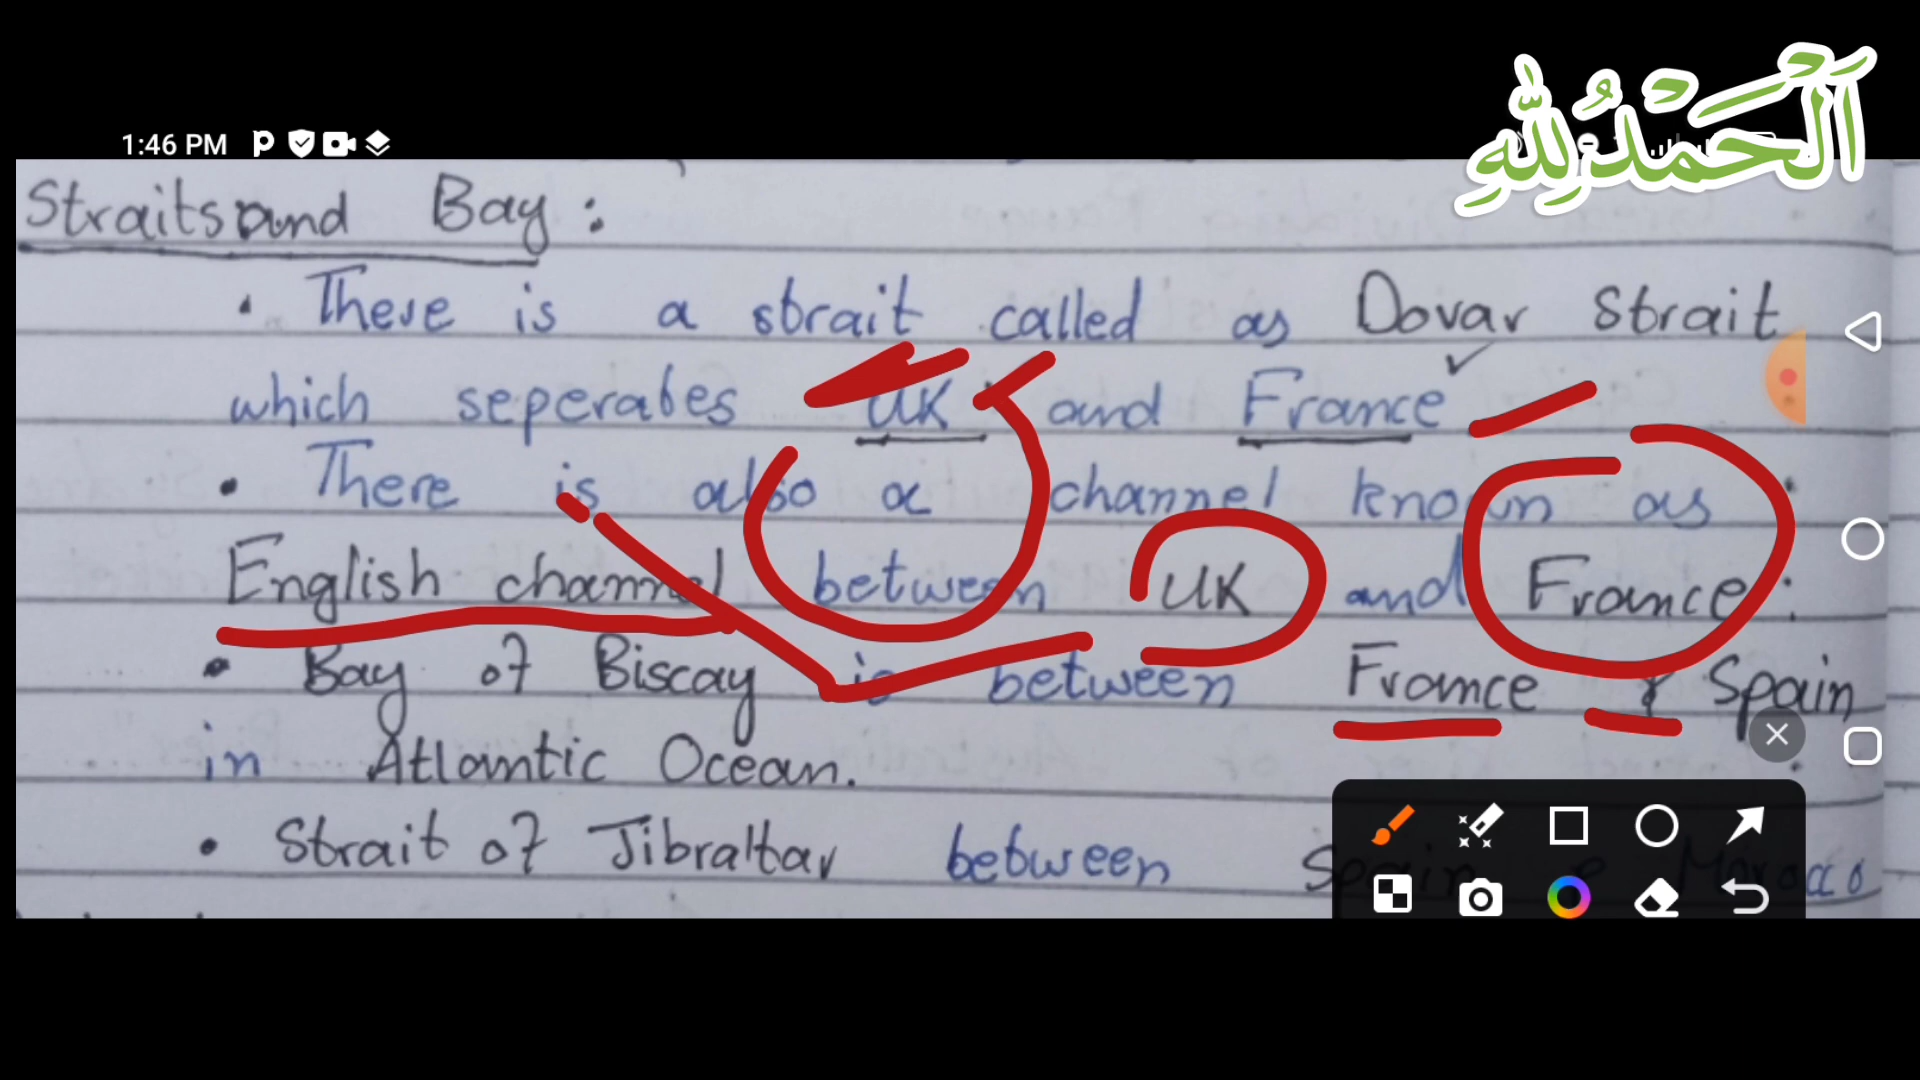 اَلْحَمْدُلِلّٰهِ
1:46 PM
Straits and Bay :
• There is a strait called as Dovar Strait
which seperates UK and France
• There is also a channel known as
English channel between UK and France :
• Bay of Biscay is between France & Spain
in Atlantic Ocean.
• Strait of Jibraltar between Spain & Morocco